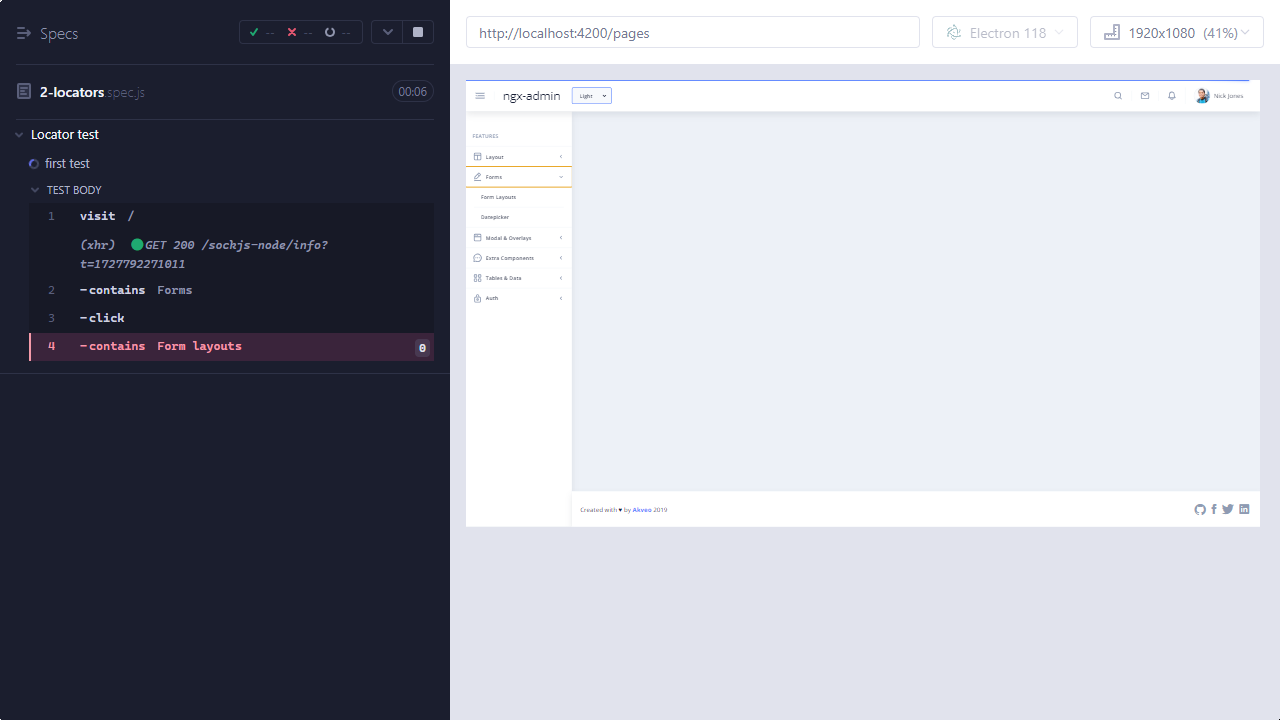 Specs
--
--
--
2-locators.spec.js
00:06
Locator test
first test
TEST BODY
1 visit /
(xhr) GET 200 /sockjs-node/info?
t=1727792271011
2 -contains Forms
3 -click
4 -contains Form layouts 0
http://localhost:4200/pages
Electron 118
1920x1080 (41%)
ngx-admin
Light
Nick Jones
FEATURES
Layout
Forms
Form Layouts
Datepicker
Modal & Overlays
Extra Components
Tables & Data
Auth
Created with ♥ by Akveo 2019